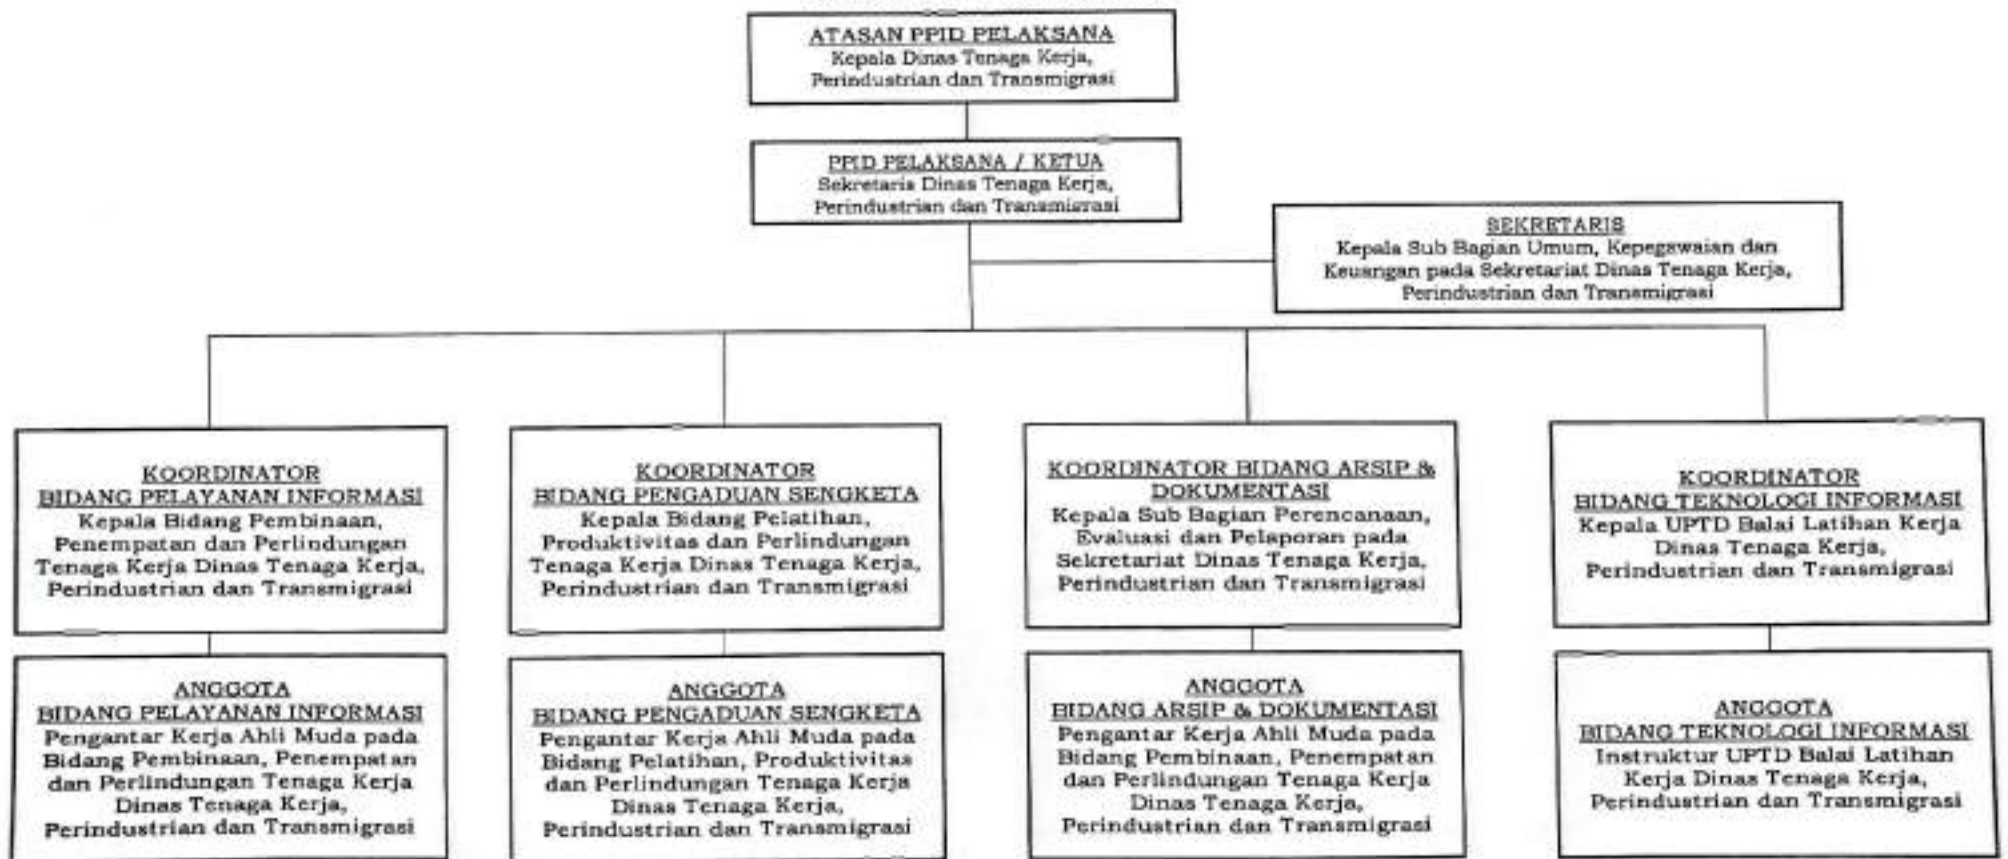 ATASAN PPID PELAKSANA
Kepala Dinas Tenaga Kerja,
Perindustrian dan Transmigrasi
PPID PELAKSANA / KETUA
Sekretaris Dinas Tenaga Kerja,
Perindustrian dan Transmigrasi
SEKRETARIS
Kepala Sub Bagian Umum, Kepegawaian dan
Keuangan pada Sekretariat Dinas Tenaga Kerja,
Perindustrian dan Transmigrasi
KOORDINATOR
BIDANG PELAYANAN INFORMASI
Kepala Bidang Pembinaan,
Penempatan dan Perlindungan
Tenaga Kerja Dinas Tenaga Kerja,
Perindustrian dan Transmigrasi
KOORDINATOR
BIDANG PENGADUAN SENGKETA
Kepala Bidang Pelatihan,
Produktivitas dan Perlindungan
Tenaga Kerja Dinas Tenaga Kerja,
Perindustrian dan Transmigrasi
KOORDINATOR BIDANG ARSIP &
DOKUMENTASI
Kepala Sub Bagian Perencanaan,
Evaluasi dan Pelaporan pada
Sekretariat Dinas Tenaga Kerja,
Perindustrian dan Transmigrasi
KOORDINATOR
BIDANG TEKNOLOGI INFORMASI
Kepala UPTD Balai Latihan Kerja
Dinas Tenaga Kerja,
Perindustrian dan Transmigrasi
ANGGOTA
BIDANG PELAYANAN INFORMASI
Pengantar Kerja Ahli Muda pada
Bidang Pembinaan, Penempatan
dan Perlindungan Tenaga Kerja
Dinas Tenaga Kerja,
Perindustrian dan Transmigrasi
ANGGOTA
BIDANG PENGADUAN SENGKETA
Pengantar Kerja Ahli Muda pada
Bidang Pelatihan, Produktivitas
dan Perlindungan Tenaga Kerja
Dinas Tenaga Kerja,
Perindustrian dan Transmigrasi
ANGGOTA
BIDANG ARSIP & DOKUMENTASI
Pengantar Kerja Ahli Muda pada
Bidang Pembinaan, Penempatan
dan Perlindungan Tenaga Kerja
Dinas Tenaga Kerja,
Perindustrian dan Transmigrasi
ANGGOTA
BIDANG TEKNOLOGI INFORMASI
Instruktur UPTD Balai Latihan
Kerja Dinas Tenaga Kerja,
Perindustrian dan Transmigrasi